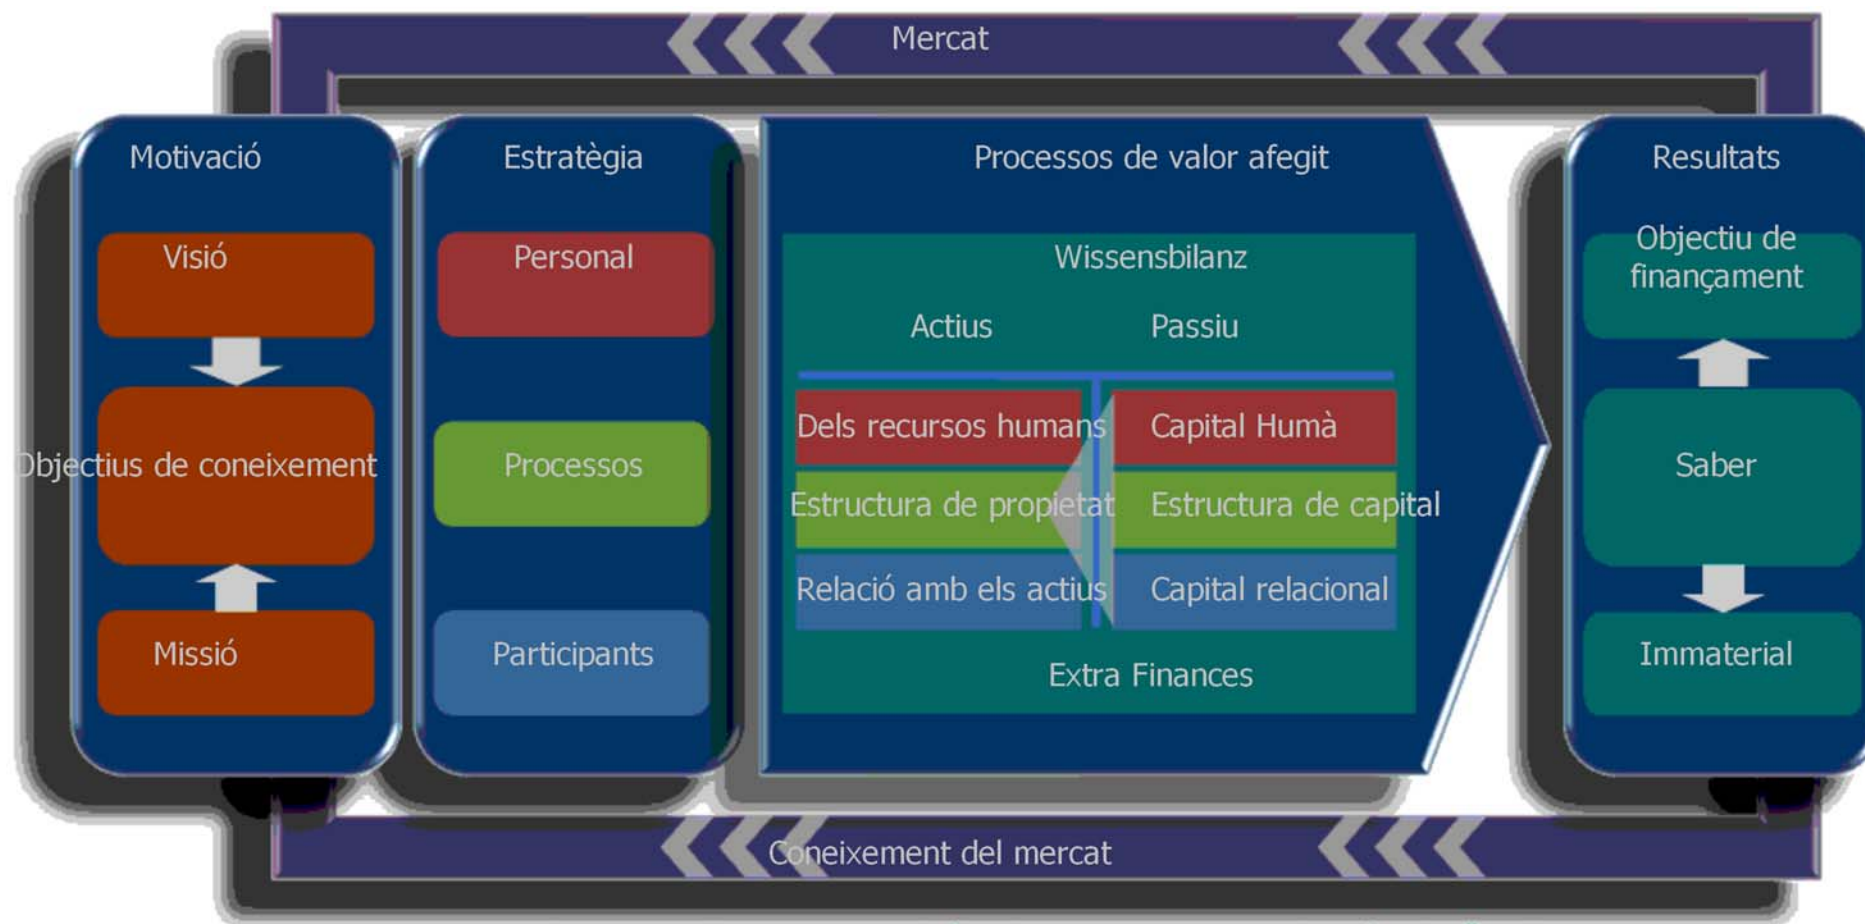 Mercat
Motivació
Visió
Objectius de coneixement
Missió
Estratègia
Personal
Processos
Participants
Processos de valor afegit
Wissensbilanz
Actius
Passiu
Dels recursos humans
Capital Humà
Estructura de propietat
Estructura de capital
Relació amb els actius
Capital relacional
Extra Finances
Resultats
Objectiu de
finançament
Saber
Immaterial
Coneixement del mercat